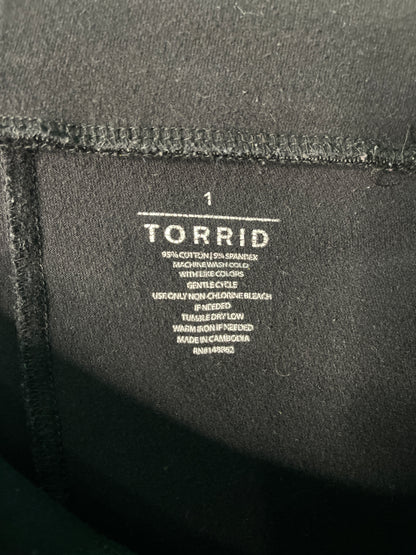 1
TORRID
95% COTTON / 5% SPANDEX
MACHINE WASH COLD
WITH LIKE COLORS
GENTLE CYCLE
USE ONLY NON-CHLORINE BLEACH
IF NEEDED
TUMBLE DRY LOW
WARM IRON IF NEEDED
MADE IN CAMBODIA